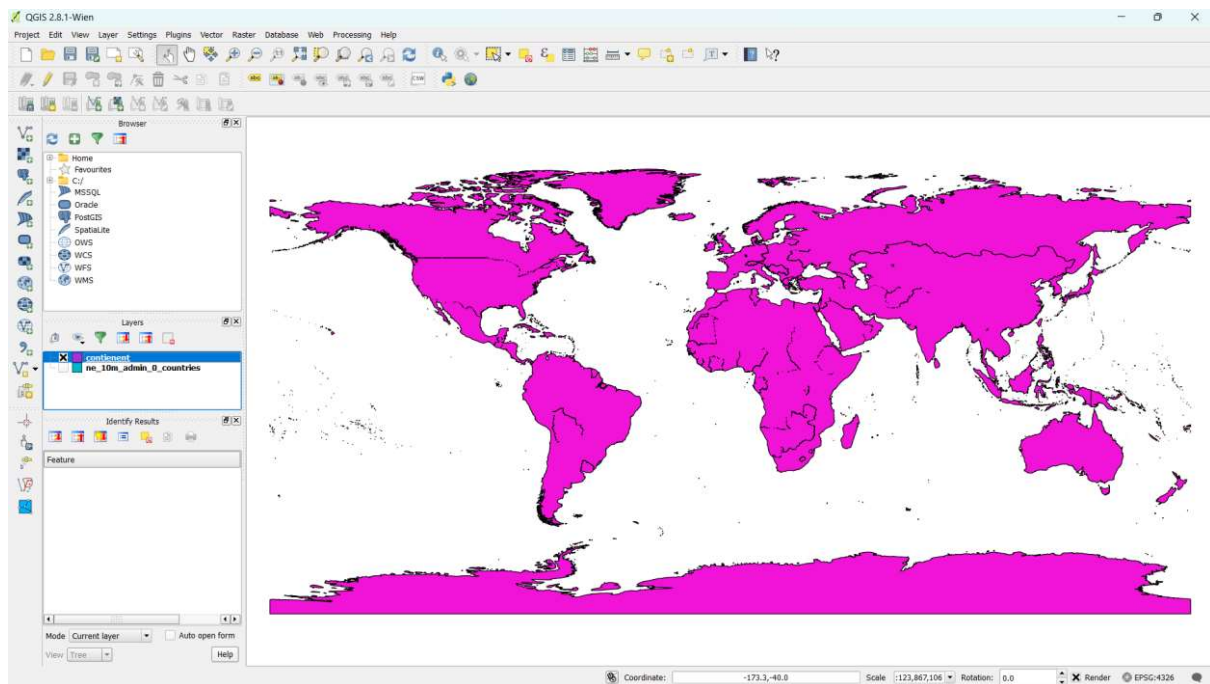 QGIS 2.8.1-Wien
Project Edit View Layer Settings Plugins Vector Raster Database Web Processing Help
CSW
Browser
Home
Favourites
C:/
MSSQL
Oracle
PostGIS
SpatiaLite
OWS
WCS
WFS
WMS
Layers
contienent
ne_10m_admin_0_countries
Identify Results
Feature
Mode Current layer Auto open form
View Tree Help
Coordinate: -173.3,-40.0 Scale :123,867,106 Rotation: 0.0 Render EPSG:4326